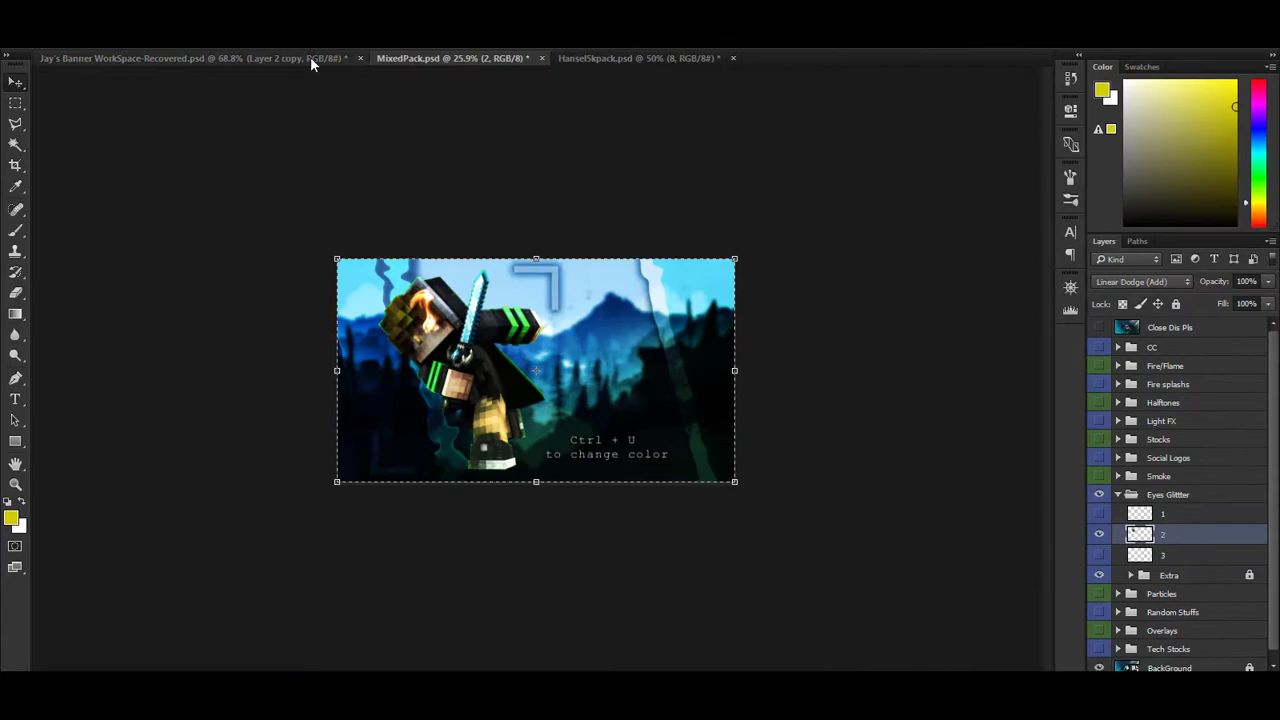 Jay's Banner WorkSpace-Recovered.psd @ 68.8% (Layer 2 copy, RGB/8#) *
MixedPack.psd @ 25.9% (2, RGB/8) *
Hansel5kpack.psd @ 50% (8, RGB/8#) *
Color
Swatches
Layers
Paths
Kind
Linear Dodge (Add)
Opacity: 100%
Lock:
Fill: 100%
Close Dis Pls
CC
Fire/Flame
Fire splashs
Halftones
Light FX
Stocks
Social Logos
Smoke
Eyes Glitter
1
2
3
Extra
Particles
Random Stuffs
Overlays
Tech Stocks
BackGround
Ctrl + U
to change color